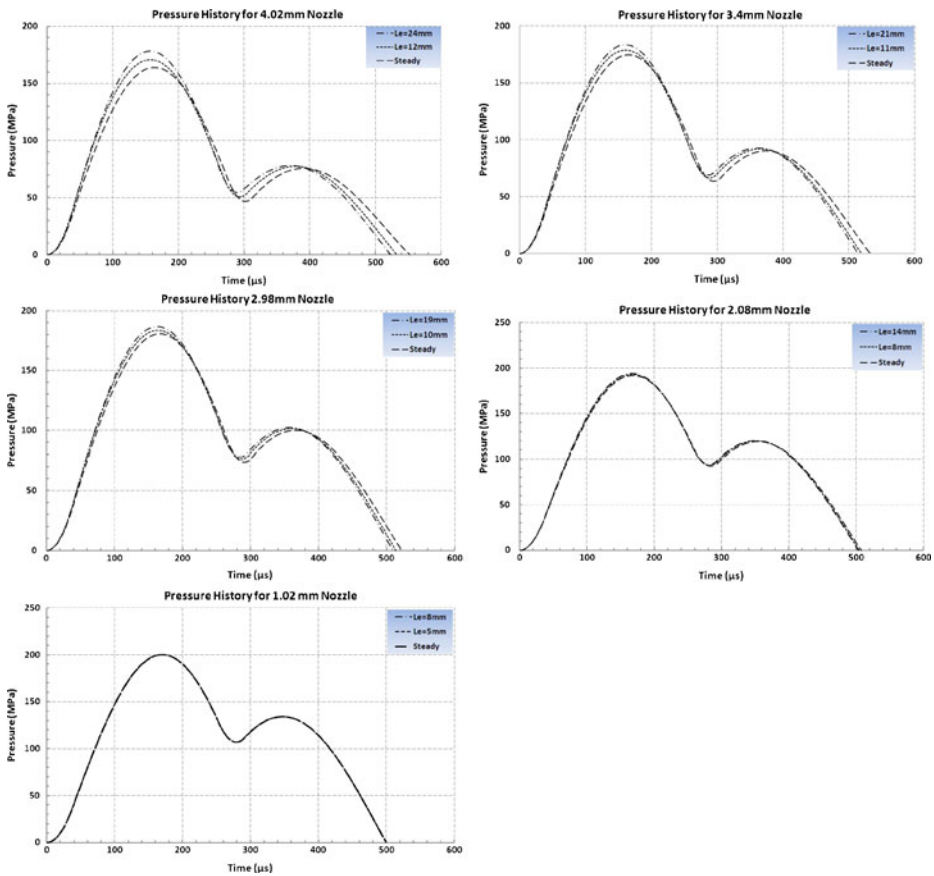 Pressure History for 4.02mm Nozzle
200
150
100
50
0
0 100 200 300 400 500 600
Pressure (MPa)
Time (µs)
Le=24mm
Le=12mm
Steady
Pressure History for 3.4mm Nozzle
200
150
100
50
0
0 100 200 300 400 500 600
Pressure (MPa)
Time (µs)
Le=21mm
Le=11mm
Steady
Pressure History 2.98mm Nozzle
200
150
100
50
0
0 100 200 300 400 500 600
Pressure (MPa)
Time (µs)
Le=19mm
Le=10mm
Steady
Pressure History for 2.08mm Nozzle
250
200
150
100
50
0
0 100 200 300 400 500 600
Pressure (MPa)
Time (µs)
Le=14mm
Le=8mm
Steady
Pressure History for 1.02 mm Nozzle
250
200
150
100
50
0
0 100 200 300 400 500 600
Pressure (MPa)
Time (µs)
Le=8mm
Le=5mm
Steady